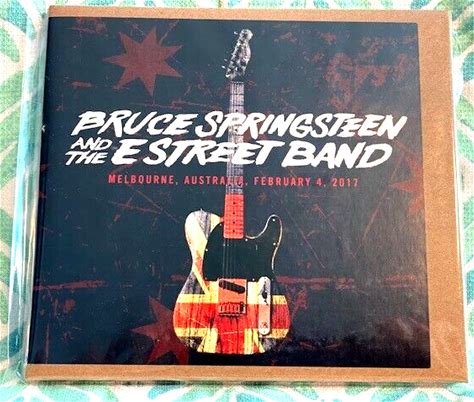 BRUCE SPRINGSTEEN
AND THE E STREET BAND
MELBOURNE, AUSTRALIA, FEBRUARY 4, 2017